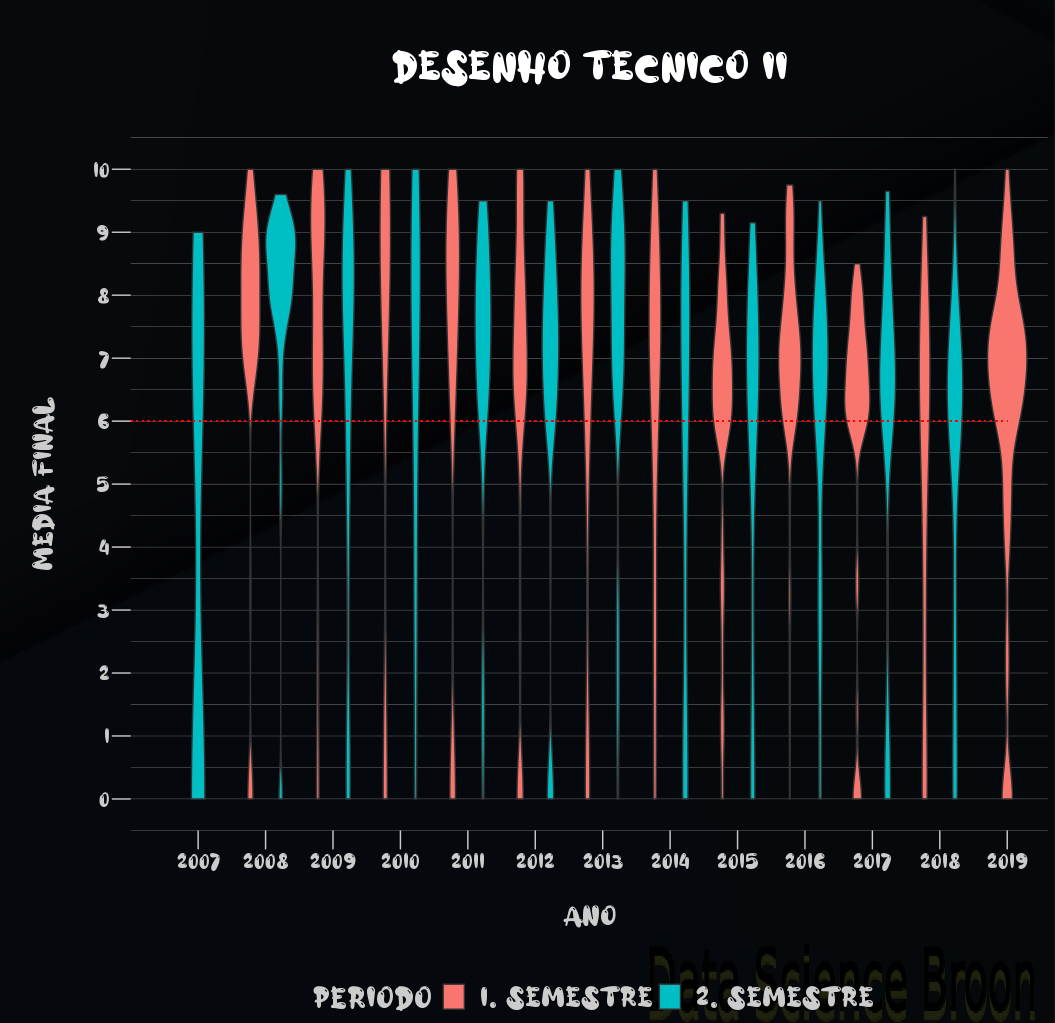 DESENHO TECNICO II
10
9
8
7
6
5
4
3
2
1
0
MEDIA FINAL
2007 2008 2009 2010 2011 2012 2013 2014 2015 2016 2017 2018 2019
ANO
Data Science Broon
PERIODO 1. SEMESTRE 2. SEMESTRE